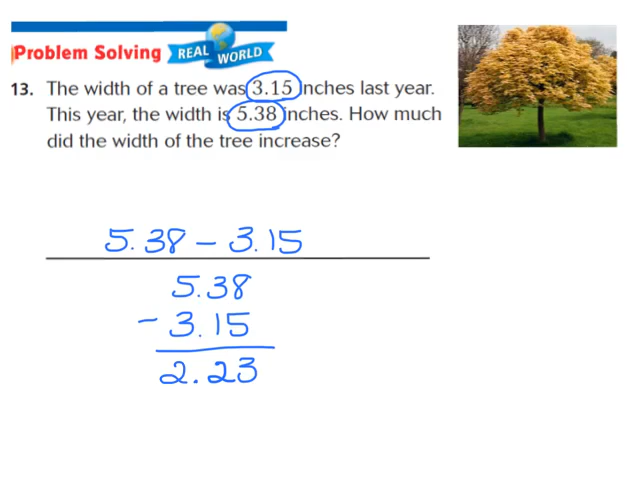 Problem Solving REAL WORLD
13. The width of a tree was 3.15 inches last year.
This year, the width is 5.38 inches. How much
did the width of the tree increase?
5.38 - 3.15
5.38
- 3.15
2.23